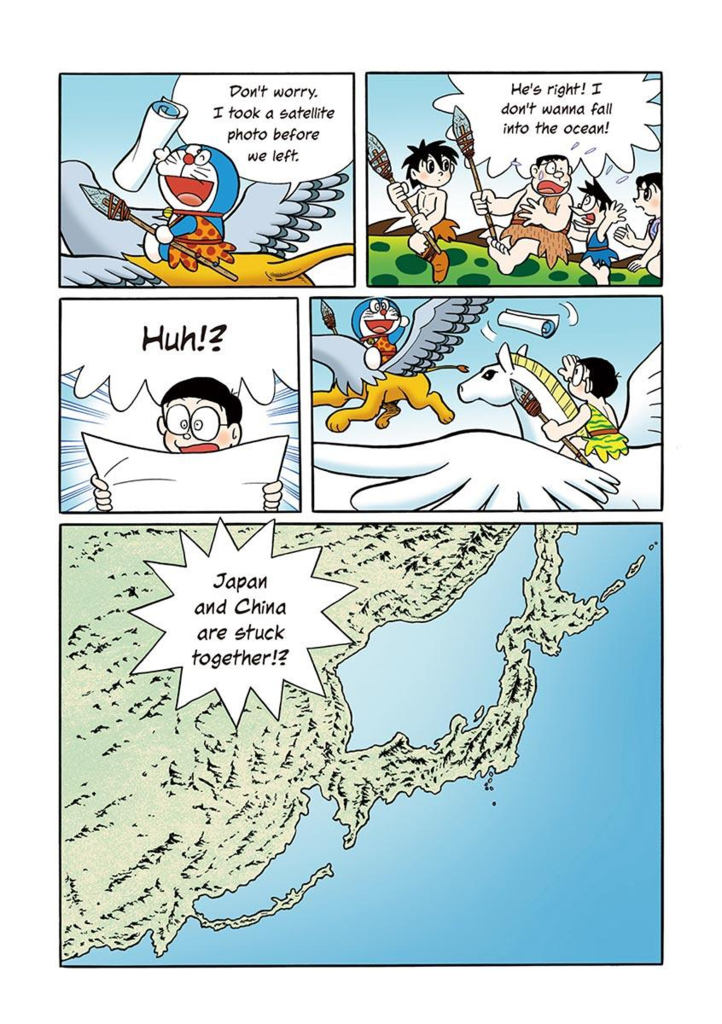 Don't worry.
I took a satellite
photo before
we left.
He's right! I
don't wanna fall
into the ocean!
Huh!?
Japan
and China
are stuck
together!?